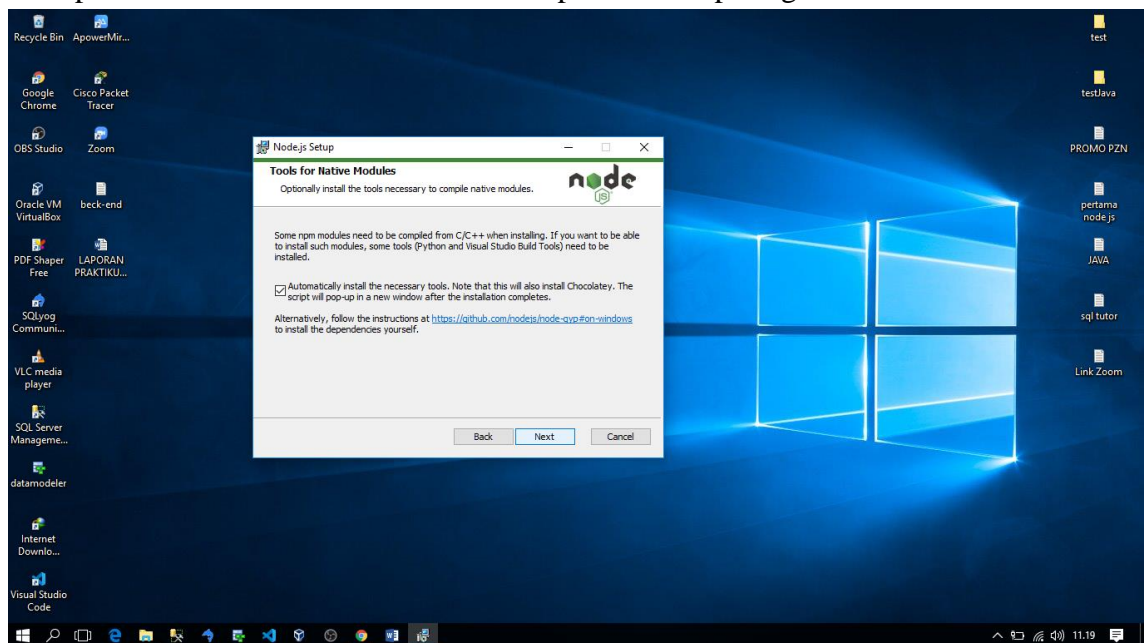 Recycle Bin
ApowerMir...
Google
Chrome
Cisco Packet
Tracer
OBS Studio
Zoom
Oracle VM
VirtualBox
beck-end
PDF Shaper
Free
LAPORAN
PRAKTIKU...
SQLyog
Communi...
VLC media
player
SQL Server
Manageme...
datamodeler
Internet
Downlo...
Visual Studio
Code
Node.js Setup
Tools for Native Modules
Optionally install the tools necessary to compile native modules.
node
JS
Some npm modules need to be compiled from C/C++ when installing. If you want to be able
to install such modules, some tools (Python and Visual Studio Build Tools) need to be
installed.
Automatically install the necessary tools. Note that this will also install Chocolatey. The
script will pop-up in a new window after the installation completes.
Alternatively, follow the instructions at https://github.com/nodejs/node-gyp#on-windows
to install the dependencies yourself.
Back
Next
Cancel
test
testJava
PROMO PZN
pertama
node js
JAVA
sql tutor
Link Zoom
11.19